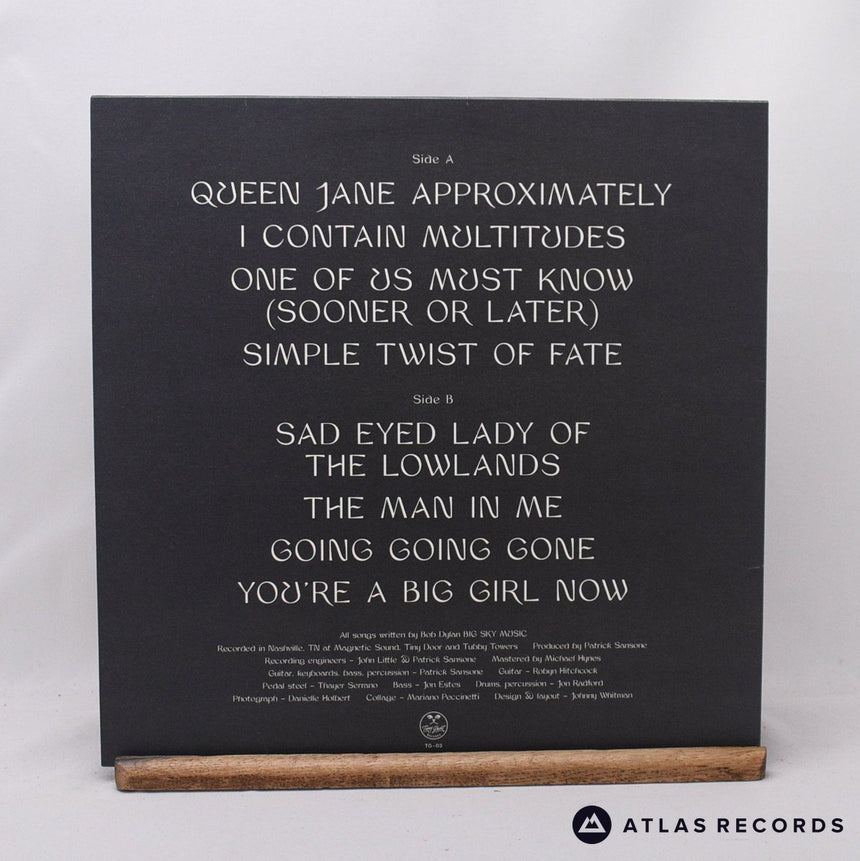 Side A
QUEEN JANE APPROXIMATELY
I CONTAIN MULTITUDES
ONE OF US MUST KNOW
(SOONER OR LATER)
SIMPLE TWIST OF FATE
Side B
SAD EYED LADY OF
THE LOWLANDS
THE MAN IN ME
GOING GOING GONE
YOU'RE A BIG GIRL NOW
All songs written by Bob Dylan BIG SKY MUSIC
Recorded in Nashville, TN at Magnetic Sound, Tiny Door and Tubby Towers Produced by Patrick Sansone
Recording engineers - John Little & Patrick Sansone Mastered by Michael Hynes
Guitar, keyboards, bass, percussion - Patrick Sansone Guitar - Robyn Hitchcock
Pedal steel - Thayer Serrano Bass - Jon Estes Drums, percussion - Jon Radford
Photograph - Danielle Holbert Collage - Mariano Peccinetti Design & layout - Johnny Whitman
TG-03
ATLAS RECORDS